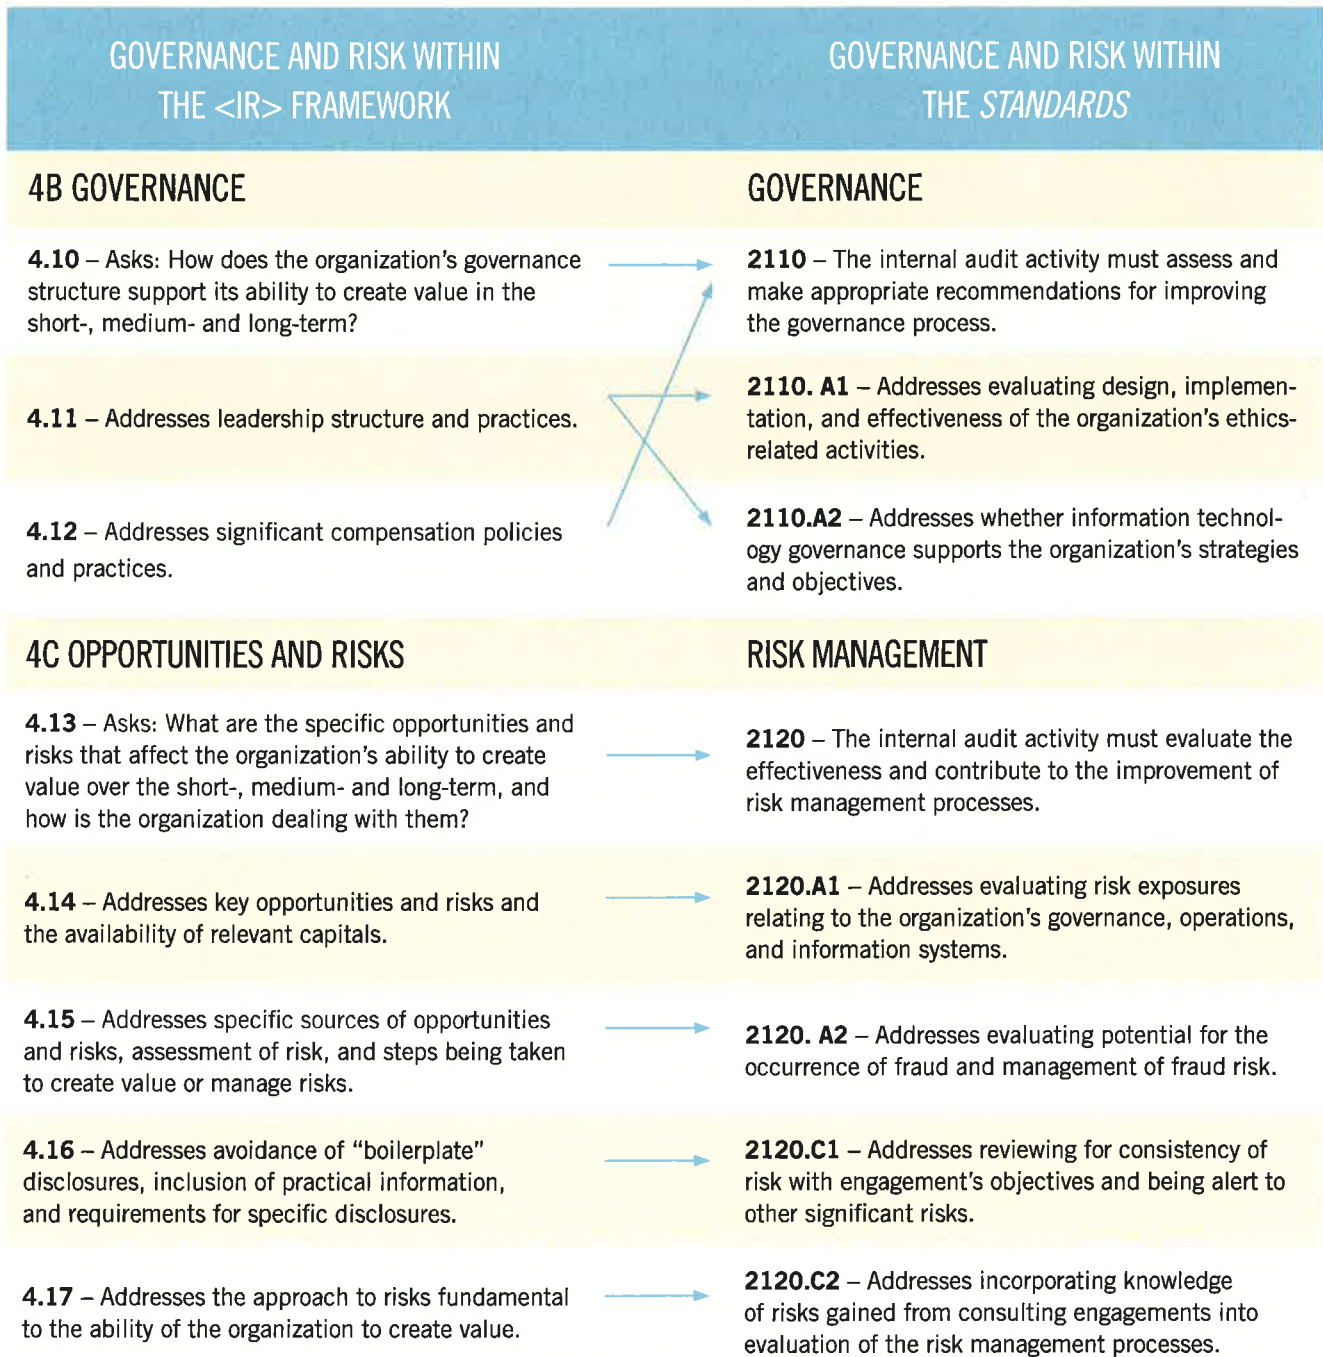 GOVERNANCE AND RISK WITHIN
THE <IR> FRAMEWORK
GOVERNANCE AND RISK WITHIN
THE STANDARDS
4B GOVERNANCE
GOVERNANCE
4.10 – Asks: How does the organization's governance
structure support its ability to create value in the
short-, medium- and long-term?
2110 – The internal audit activity must assess and
make appropriate recommendations for improving
the governance process.
4.11 – Addresses leadership structure and practices.
2110. A1 – Addresses evaluating design, implemen-
tation, and effectiveness of the organization's ethics-
related activities.
4.12 – Addresses significant compensation policies
and practices.
2110.A2 – Addresses whether information technol-
ogy governance supports the organization's strategies
and objectives.
4C OPPORTUNITIES AND RISKS
RISK MANAGEMENT
4.13 – Asks: What are the specific opportunities and
risks that affect the organization's ability to create
value over the short-, medium- and long-term, and
how is the organization dealing with them?
2120 – The internal audit activity must evaluate the
effectiveness and contribute to the improvement of
risk management processes.
4.14 – Addresses key opportunities and risks and
the availability of relevant capitals.
2120.A1 – Addresses evaluating risk exposures
relating to the organization's governance, operations,
and information systems.
4.15 – Addresses specific sources of opportunities
and risks, assessment of risk, and steps being taken
to create value or manage risks.
2120. A2 – Addresses evaluating potential for the
occurrence of fraud and management of fraud risk.
4.16 – Addresses avoidance of "boilerplate"
disclosures, inclusion of practical information,
and requirements for specific disclosures.
2120.C1 – Addresses reviewing for consistency of
risk with engagement's objectives and being alert to
other significant risks.
4.17 – Addresses the approach to risks fundamental
to the ability of the organization to create value.
2120.C2 – Addresses incorporating knowledge
of risks gained from consulting engagements into
evaluation of the risk management processes.